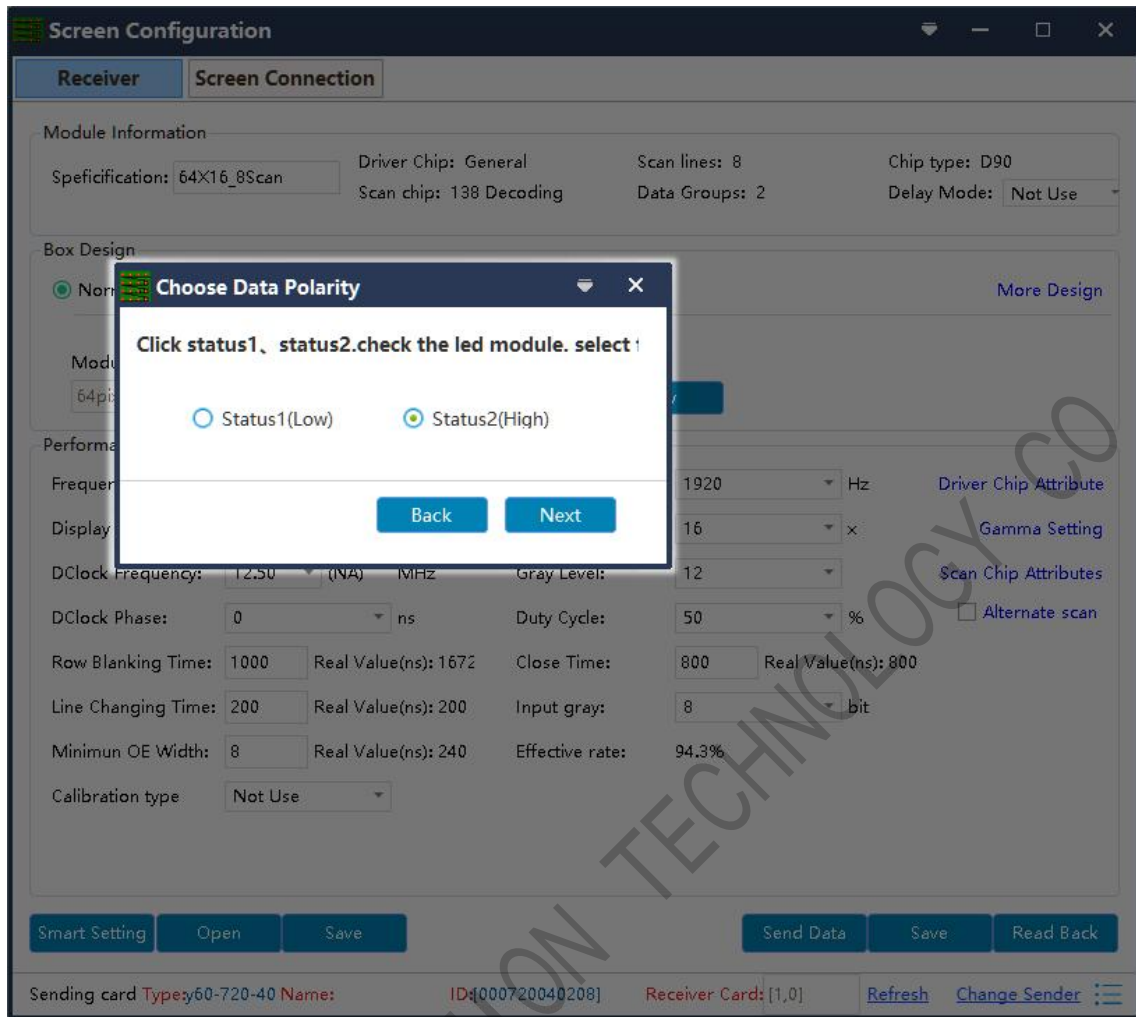 Screen Configuration
Receiver
Screen Connection
Module Information
Speficification: 64X16_8Scan
Driver Chip: General
Scan lines: 8
Chip type: D90
Scan chip: 138 Decoding
Data Groups: 2
Delay Mode: Not Use
Box Design
More Design
Choose Data Polarity
Click status1、status2.check the led module. select
Status1(Low)
Status2(High)
Back
Next
1920 Hz
Driver Chip Attribute
Display
16 x
Gamma Setting
DClock Frequency: 12.50 (NA) MHz
Gray Level: 12
Scan Chip Attributes
DClock Phase: 0 ns
Duty Cycle: 50 %
Alternate scan
Row Blanking Time: 1000 Real Value(ns): 1672
Close Time: 800 Real Value(ns): 800
Line Changing Time: 200 Real Value(ns): 200
Input gray: 8 bit
Minimun OE Width: 8 Real Value(ns): 240
Effective rate: 94.3%
Calibration type Not Use
Smart Setting
Open
Save
Send Data
Save
Read Back
Sending card Type:y60-720-40 Name:
ID:[000720040208]
Receiver Card: [1,0]
Refresh
Change Sender
TECHNOLOGY CO